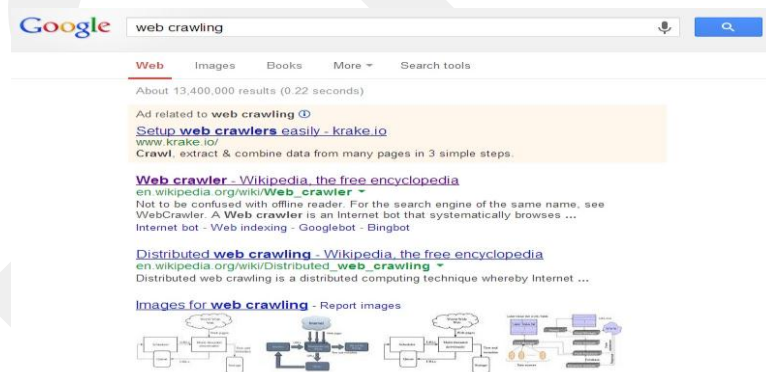 Google web crawling
Web Images Books More Search tools
About 13,400,000 results (0.22 seconds)
Ad related to web crawling
Setup web crawlers easily - krake.io
www.krake.io/
Crawl, extract & combine data from many pages in 3 simple steps.
Web crawler - Wikipedia, the free encyclopedia
en.wikipedia.org/wiki/Web_crawler
Not to be confused with offline reader. For the search engine of the same name, see
WebCrawler. A Web crawler is an Internet bot that systematically browses ...
Internet bot - Web indexing - Googlebot - Bingbot
Distributed web crawling - Wikipedia, the free encyclopedia
en.wikipedia.org/wiki/Distributed_web_crawling
Distributed web crawling is a distributed computing technique whereby Internet ...
Images for web crawling - Report images